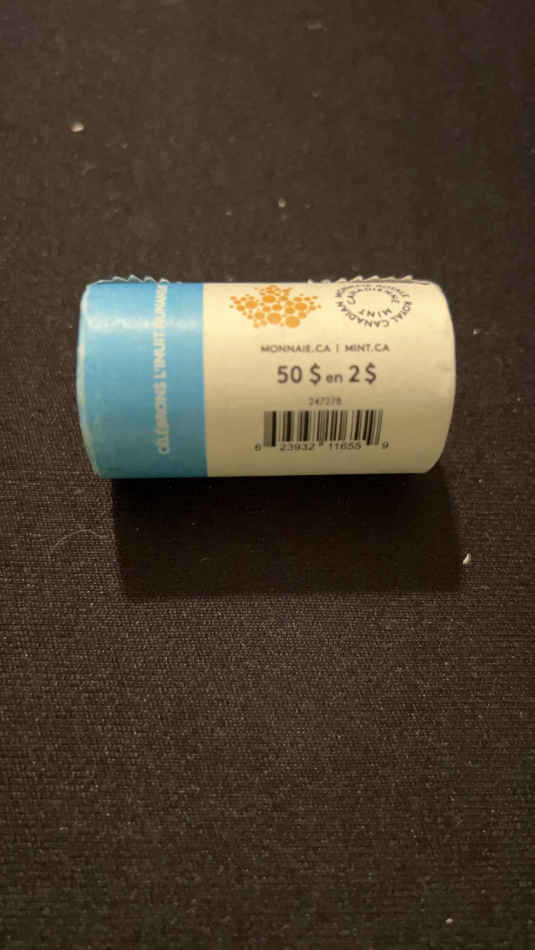 MONNAIE ROYALE CANADIENNE
ROYAL CANADIAN MINT
MONNAIE.CA | MINT.CA
50 $ en 2 $
247278
6 23932 11655 9
CÉLÉBRONS L'INUIT NUNANGAT